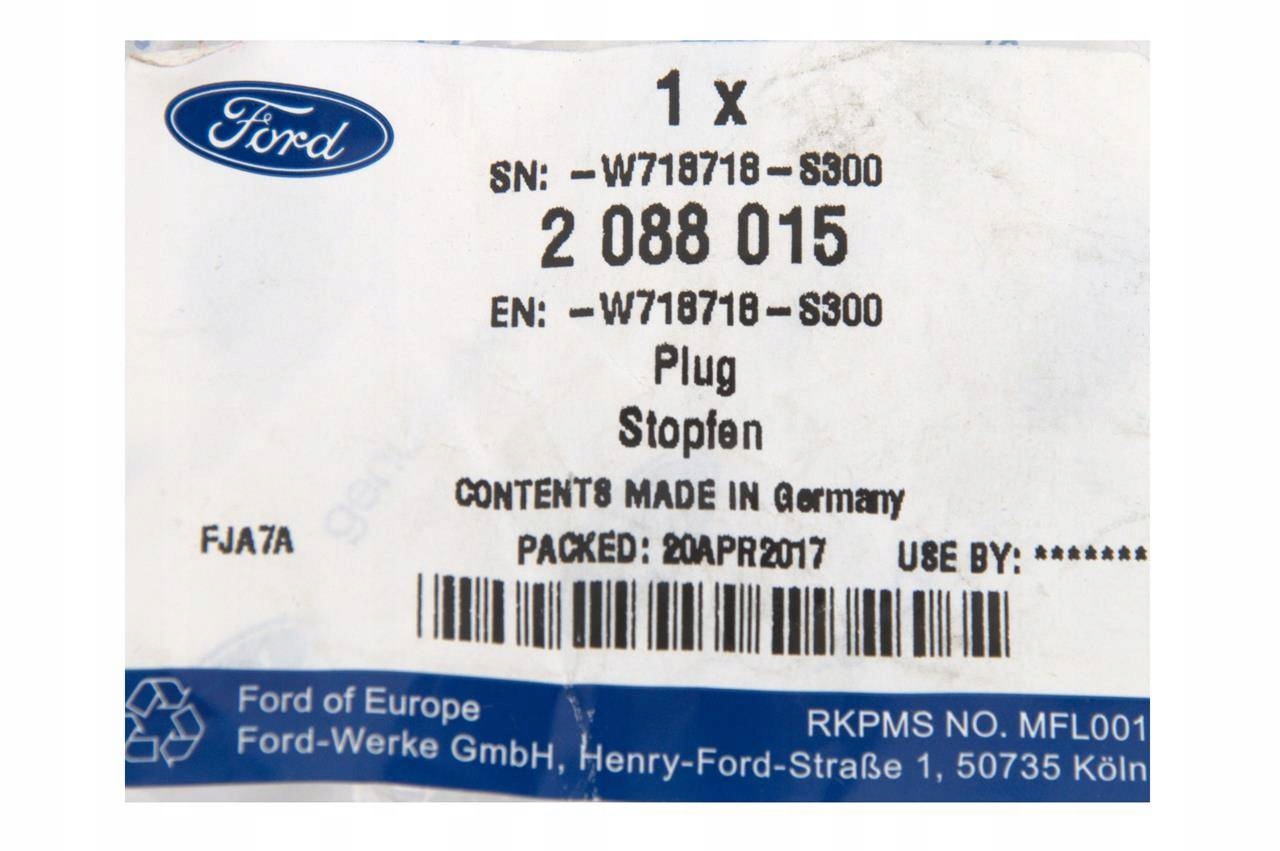 Ford
1 x
SN: -W718718-S300
2 088 015
EN: -W718718-S300
Plug
Stopfen
CONTENTS MADE IN Germany
FJA7A
PACKED: 20APR2017
USE BY: *******
Ford of Europe
Ford-Werke GmbH, Henry-Ford-Straße 1, 50735 Köln
RKPMS NO. MFL001